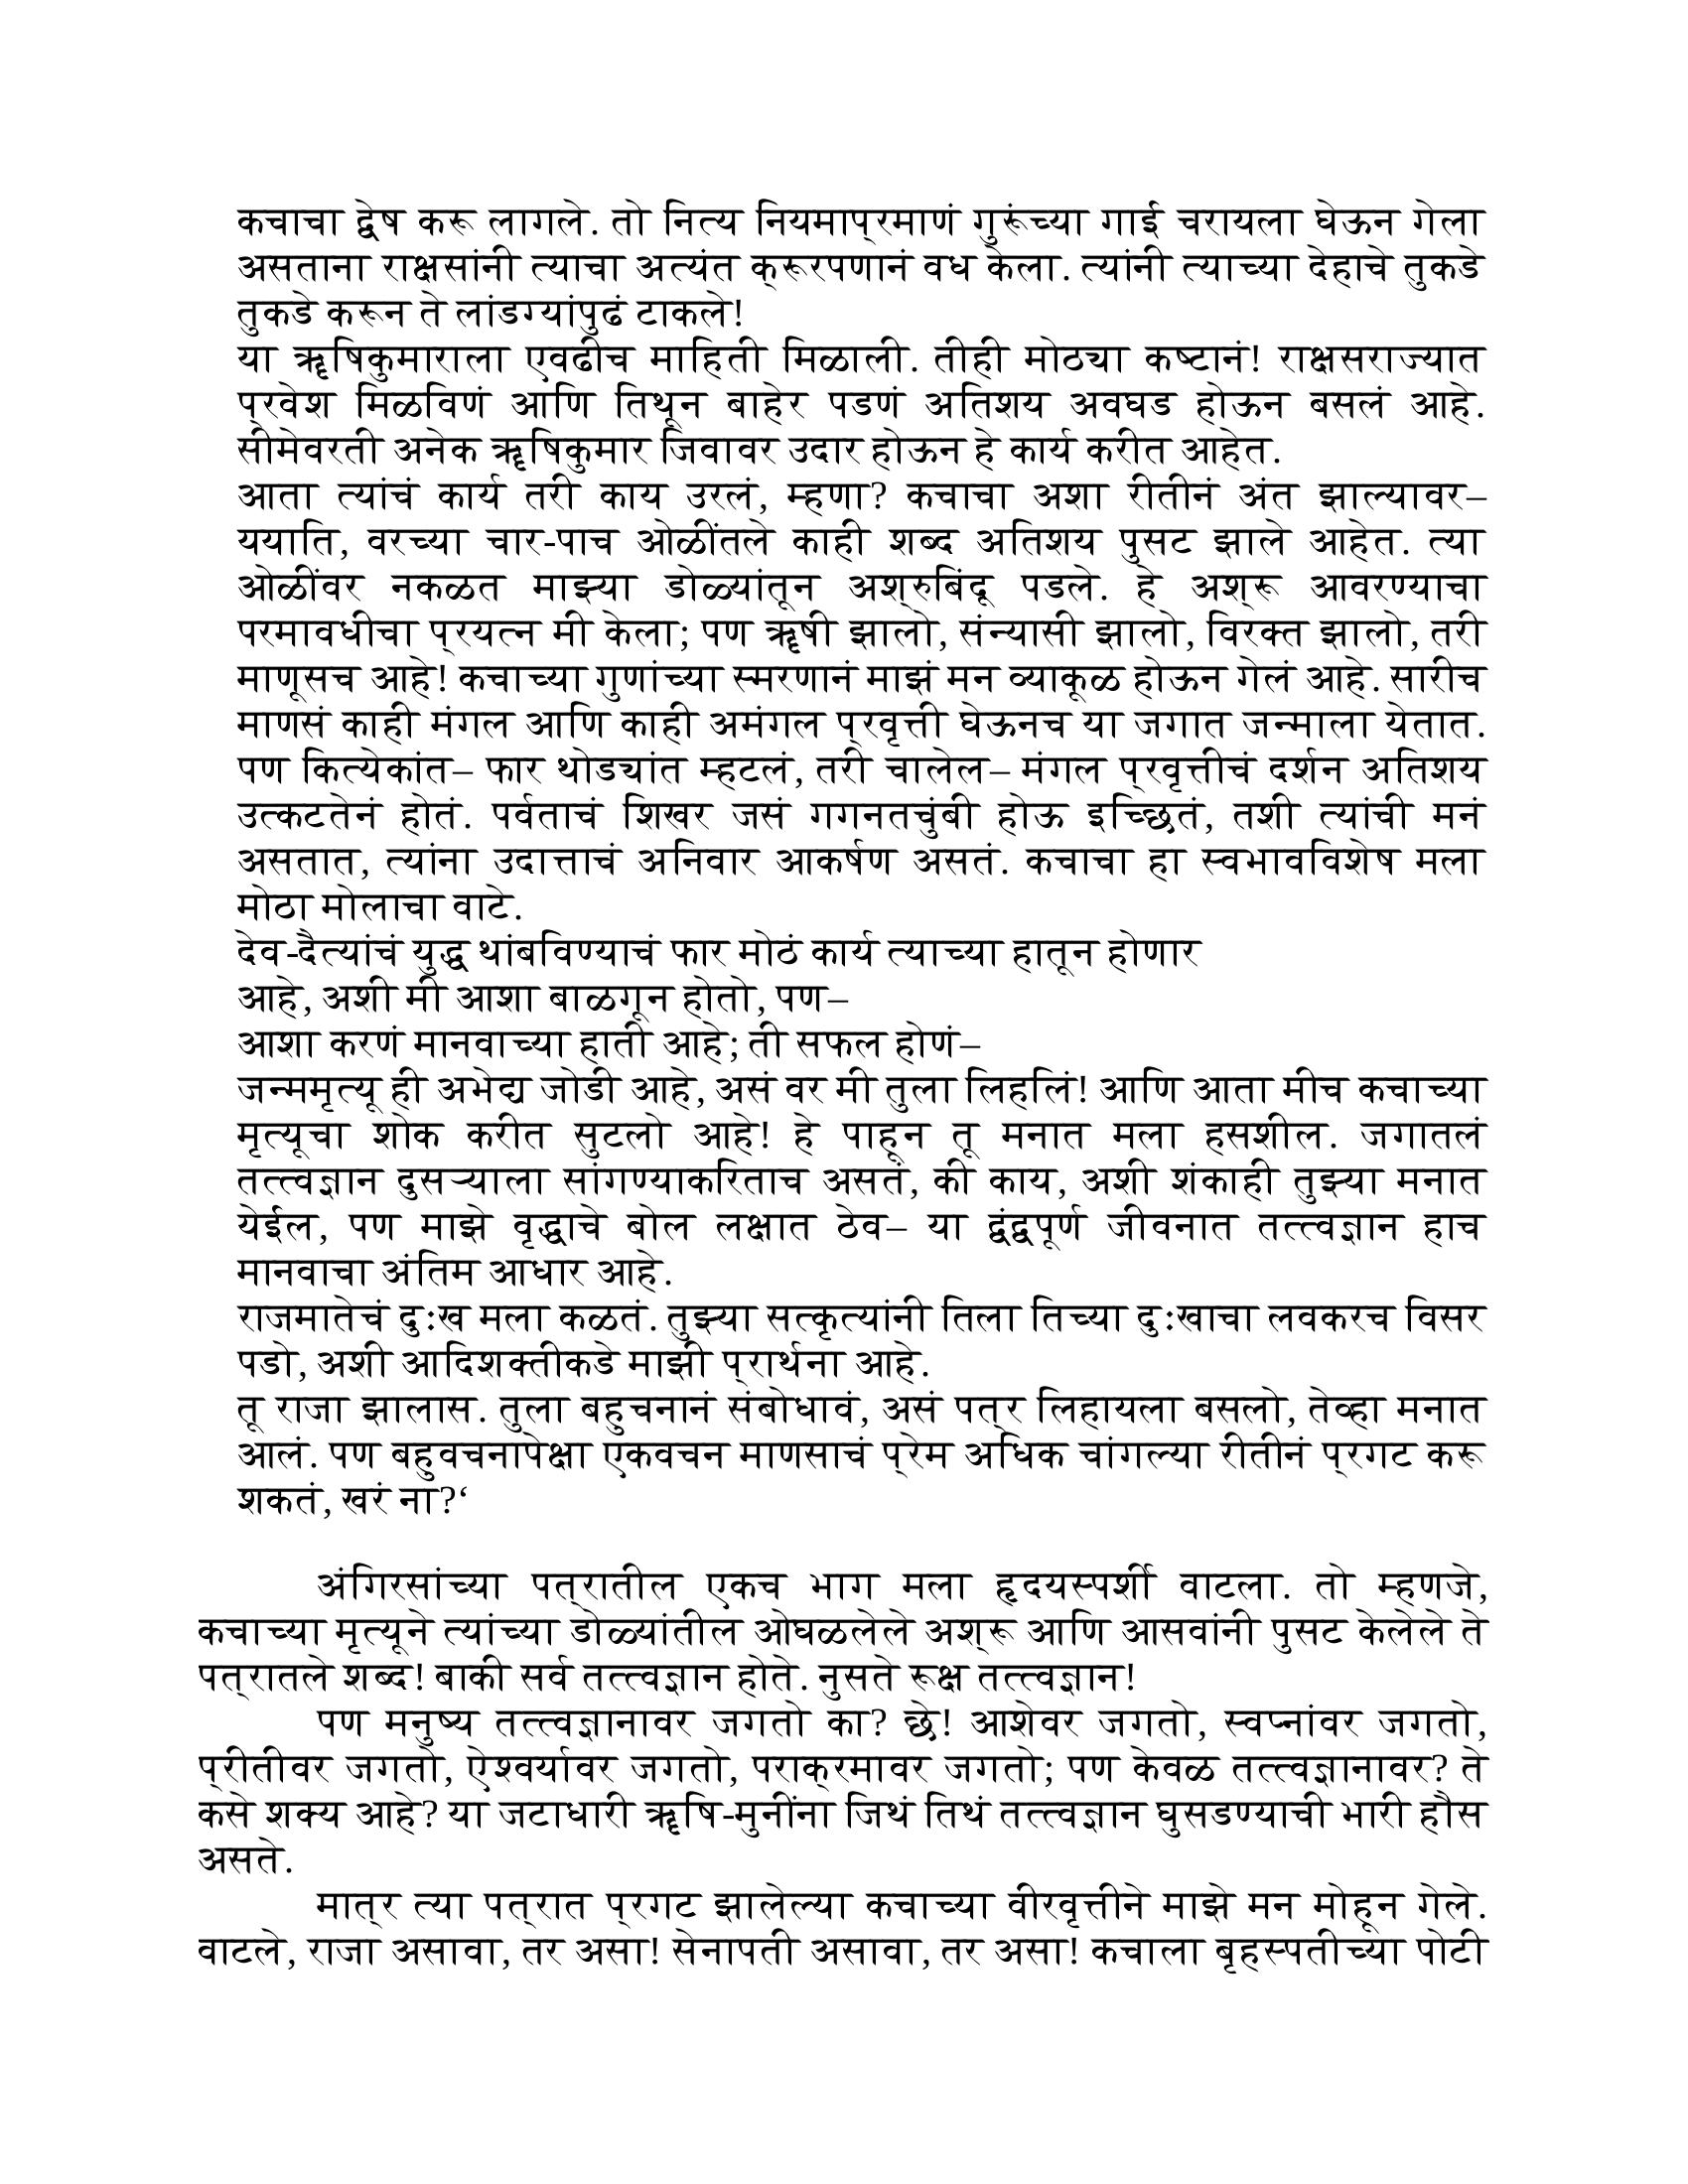 कचाचा द्वेष करू लागले. तो नित्य नियमाप्रमाणं गुरूंच्या गाई चरायला घेऊन गेला
असताना राक्षसांनी त्याचा अत्यंत क्रूरपणानं वध केला. त्यांनी त्याच्या देहाचे तुकडे
तुकडे करून ते लांडग्यांपुढं टाकले!
या ॠषिकुमाराला एवढीच माहिती मिळाली. तीही मोठ्या कष्टानं! राक्षसराज्यात
प्रवेश मिळविणं आणि तिथून बाहेर पडणं अतिशय अवघड होऊन बसलं आहे.
सीमेवरती अनेक ॠषिकुमार जिवावर उदार होऊन हे कार्य करीत आहेत.
आता त्यांचं कार्य तरी काय उरलं, म्हणा? कचाचा अशा रीतीनं अंत झाल्यावर–
ययाति, वरच्या चार-पाच ओळींतले काही शब्द अतिशय पुसट झाले आहेत. त्या
ओळींवर नकळत माझ्या डोळ्यांतून अश्रुबिंदू पडले. हे अश्रू आवरण्याचा
परमावधीचा प्रयत्न मी केला; पण ॠषी झालो, संन्यासी झालो, विरक्त झालो, तरी
माणूसच आहे! कचाच्या गुणांच्या स्मरणानं माझं मन व्याकूळ होऊन गेलं आहे. सारीच
माणसं काही मंगल आणि काही अमंगल प्रवृत्ती घेऊनच या जगात जन्माला येतात.
पण कित्येकांत– फार थोड्यांत म्हटलं, तरी चालेल– मंगल प्रवृत्तीचं दर्शन अतिशय
उत्कटतेनं होतं. पर्वताचं शिखर जसं गगनतचुंबी होऊ इच्छितं, तशी त्यांची मनं
असतात, त्यांना उदात्ताचं अनिवार आकर्षण असतं. कचाचा हा स्वभावविशेष मला
मोठा मोलाचा वाटे.
देव-दैत्यांचं युद्ध थांबविण्याचं फार मोठं कार्य त्याच्या हातून होणार
आहे, अशी मी आशा बाळगून होतो, पण–
आशा करणं मानवाच्या हाती आहे; ती सफल होणं–
जन्ममृत्यू ही अभेद्य जोडी आहे, असं वर मी तुला लिहलिं! आणि आता मीच कचाच्या
मृत्यूचा शोक करीत सुटलो आहे! हे पाहून तू मनात मला हसशील. जगातलं
तत्त्वज्ञान दुसऱ्याला सांगण्याकरिताच असतं, की काय, अशी शंकाही तुझ्या मनात
येईल, पण माझे वृद्धाचे बोल लक्षात ठेव– या द्वंद्वपूर्ण जीवनात तत्त्वज्ञान हाच
मानवाचा अंतिम आधार आहे.
राजमातेचं दुःख मला कळतं. तुझ्या सत्कृत्यांनी तिला तिच्या दुःखाचा लवकरच विसर
पडो, अशी आदिशक्तीकडे माझी प्रार्थना आहे.
तू राजा झालास. तुला बहुचनानं संबोधावं, असं पत्र लिहायला बसलो, तेव्हा मनात
आलं. पण बहुवचनापेक्षा एकवचन माणसाचं प्रेम अधिक चांगल्या रीतीनं प्रगट करू
शकतं, खरं ना?‘
अंगिरसांच्या पत्रातील एकच भाग मला हृदयस्पर्शी वाटला. तो म्हणजे,
कचाच्या मृत्यूने त्यांच्या डोळ्यांतील ओघळलेले अश्रू आणि आसवांनी पुसट केलेले ते
पत्रातले शब्द! बाकी सर्व तत्त्वज्ञान होते. नुसते रूक्ष तत्त्वज्ञान!
पण मनुष्य तत्त्वज्ञानावर जगतो का? छे! आशेवर जगतो, स्वप्नांवर जगतो,
प्रीतीवर जगतो, ऐश्वर्यावर जगतो, पराक्रमावर जगतो; पण केवळ तत्त्वज्ञानावर? ते
कसे शक्य आहे? या जटाधारी ॠषि-मुनींना जिथं तिथं तत्त्वज्ञान घुसडण्याची भारी हौस
असते.
मात्र त्या पत्रात प्रगट झालेल्या कचाच्या वीरवृत्तीने माझे मन मोहून गेले.
वाटले, राजा असावा, तर असा! सेनापती असावा, तर असा! कचाला बृहस्पतीच्या पोटी